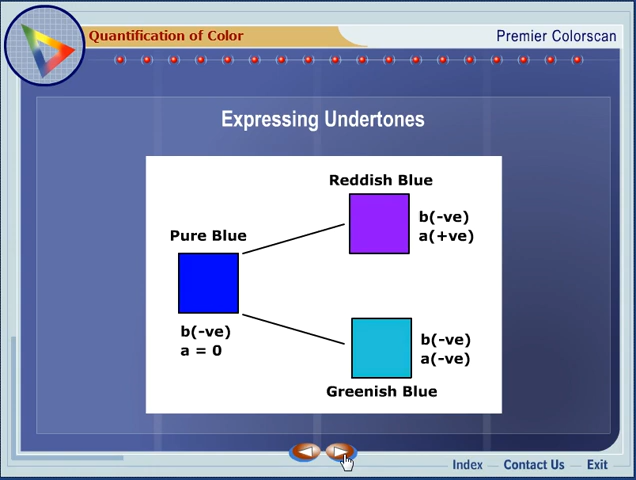 Quantification of Color
Premier Colorscan
Expressing Undertones
Reddish Blue
b(-ve)
a(+ve)
Pure Blue
b(-ve)
a = 0
b(-ve)
a(-ve)
Greenish Blue
Index — Contact Us — Exit